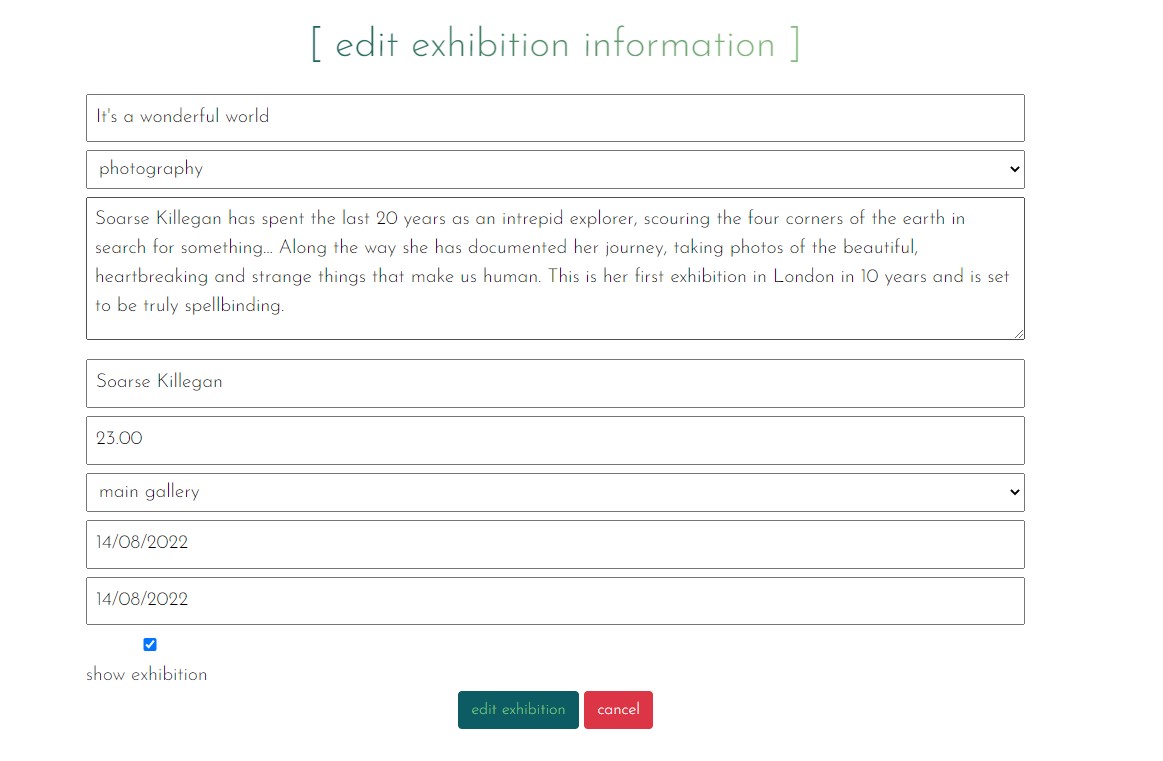 [ edit exhibition information ]
It's a wonderful world
photography
Soarse Killegan has spent the last 20 years as an intrepid explorer, scouring the four corners of the earth in
search for something... Along the way she has documented her journey, taking photos of the beautiful,
heartbreaking and strange things that make us human. This is her first exhibition in London in 10 years and is set
to be truly spellbinding.
Soarse Killegan
23.00
main gallery
14/08/2022
14/08/2022
show exhibition
edit exhibition cancel